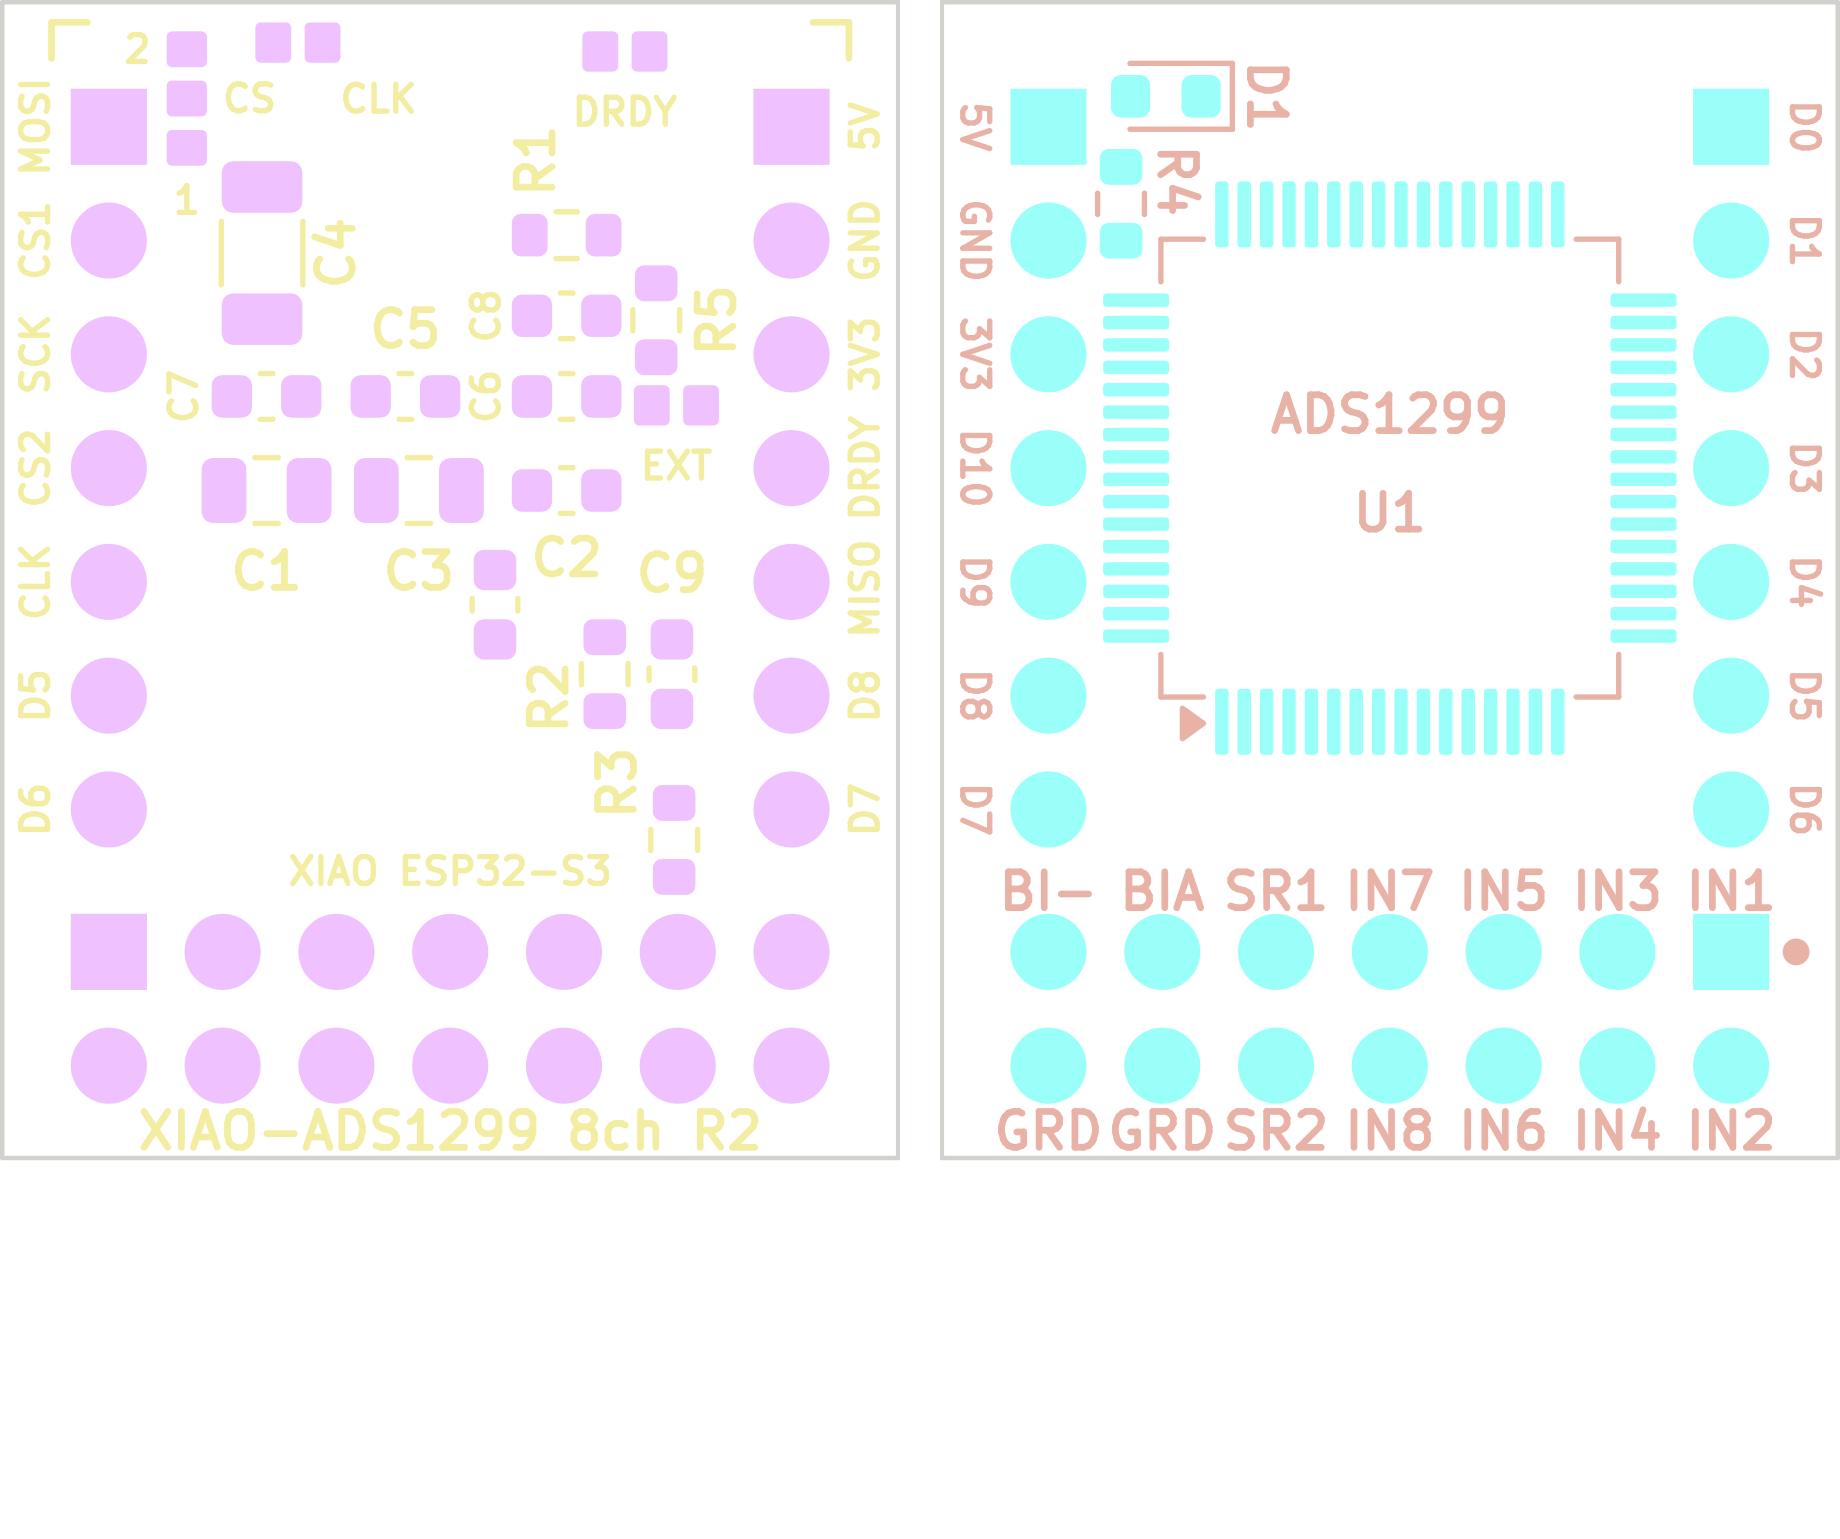 2
CS
CLK
DRDY
MOSI
CS1
SCK
CS2
CLK
D5
D6
5V
GND
3V3
DRDY
MISO
D8
D7
1
R1
C4
C5
C8
R5
C7
C6
EXT
C1
C3
C2
C9
R2
R3
XIAO ESP32-S3
XIAO-ADS1299 8ch R2
D1
R4
5V
GND
3V3
D10
D9
D8
D7
D0
D1
D2
D3
D4
D5
D6
ADS1299
U1
BI- BIA SR1 IN7 IN5 IN3 IN1
GRD GRD SR2 IN8 IN6 IN4 IN2